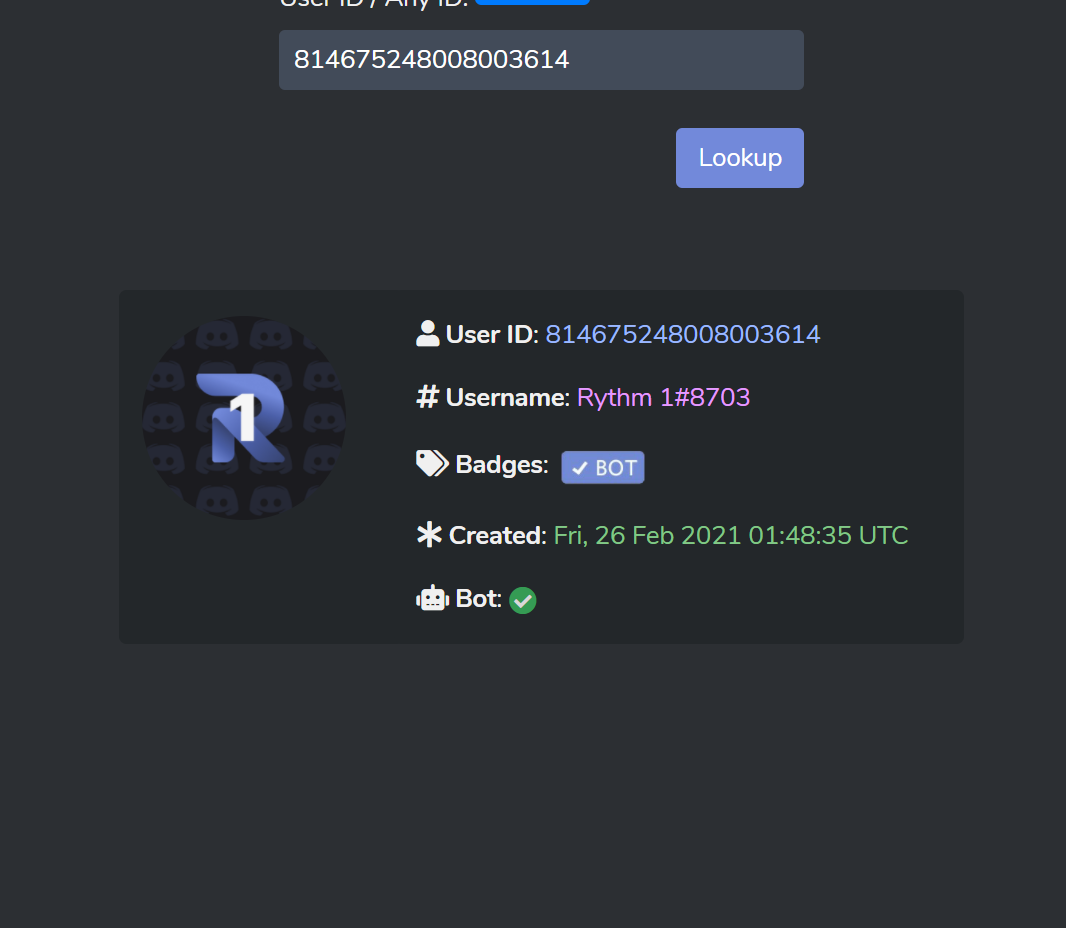 User ID / Any ID:
814675248008003614
Lookup
User ID: 814675248008003614
# Username: Rythm 1#8703
Badges: ✓ BOT
Created: Fri, 26 Feb 2021 01:48:35 UTC
Bot:
R 1